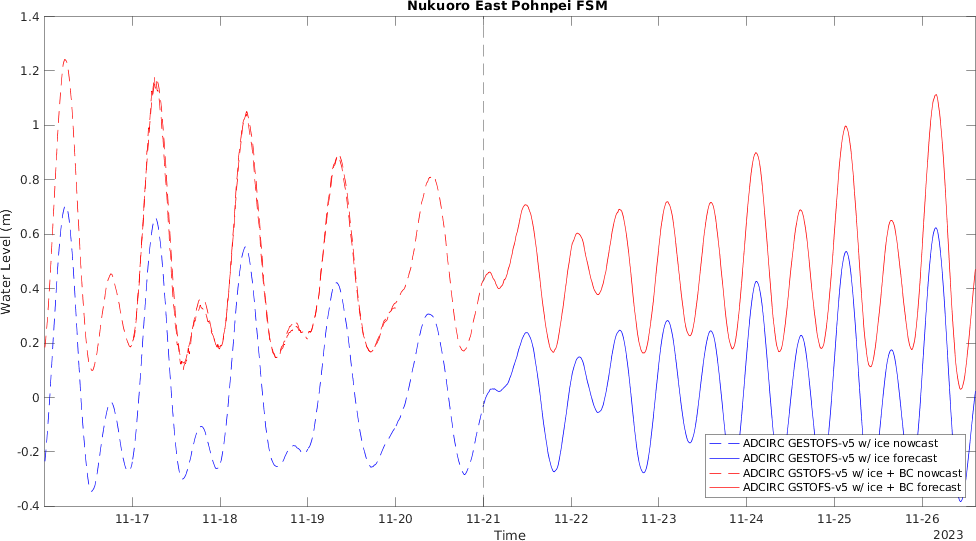 Nukuoro East Pohnpei FSM
Water Level (m)
1.4
1.2
1
0.8
0.6
0.4
0.2
0
-0.2
-0.4
ADCIRC GESTOFS-v5 w/ ice nowcast
ADCIRC GESTOFS-v5 w/ ice forecast
ADCIRC GSTOFS-v5 w/ ice + BC nowcast
ADCIRC GSTOFS-v5 w/ ice + BC forecast
11-17 11-18 11-19 11-20 11-21 11-22 11-23 11-24 11-25 11-26
Time
2023